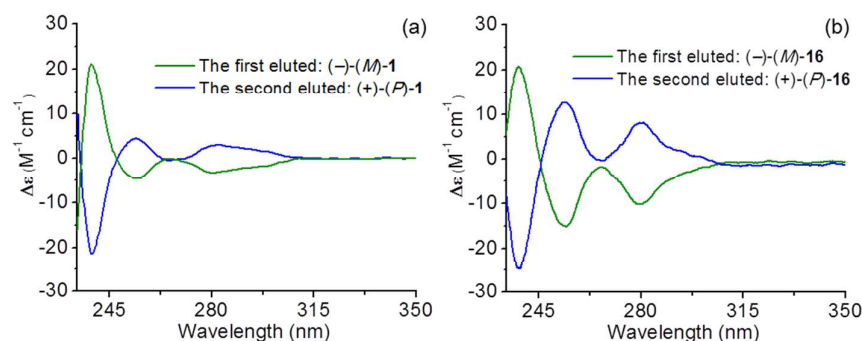 (a)
The first eluted: (–)-(M)-1
The second eluted: (+)-(P)-1
30
20
10
0
-10
-20
-30
Δε (M⁻¹ cm⁻¹)
245
280
315
350
Wavelength (nm)
(b)
The first eluted: (–)-(M)-16
The second eluted: (+)-(P)-16
30
20
10
0
-10
-20
-30
Δε (M⁻¹ cm⁻¹)
245
280
315
350
Wavelength (nm)